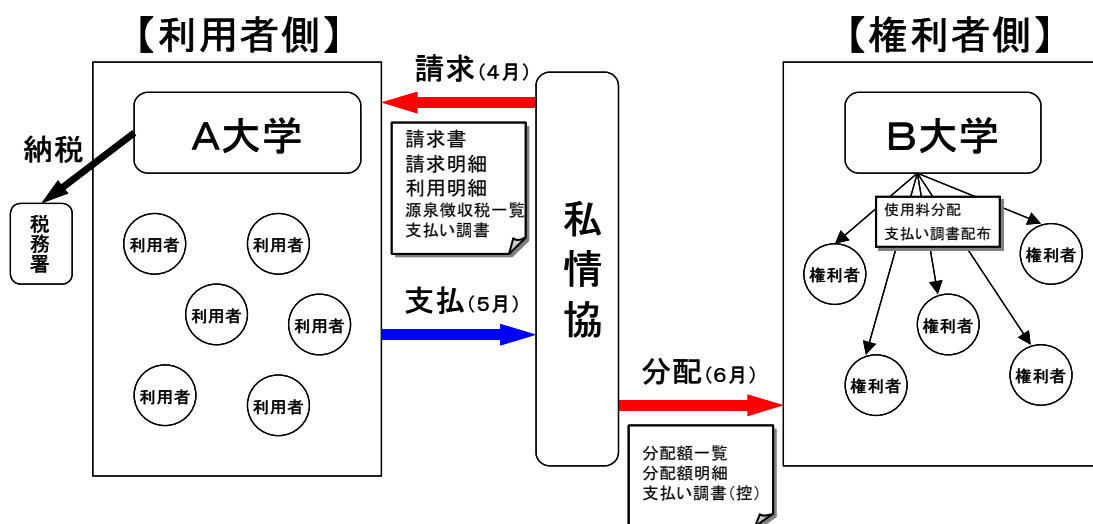 【利用者側】
【権利者側】
請求(4月)
A大学
B大学
納税
税務署
請求書
請求明細
利用明細
源泉徴収税一覧
支払い調書
私情協
使用料分配
支払い調書配布
利用者
利用者
利用者
利用者
利用者
利用者
権利者
権利者
権利者
権利者
権利者
支払(5月)
分配(6月)
分配額一覧
分配額明細
支払い調書(控)